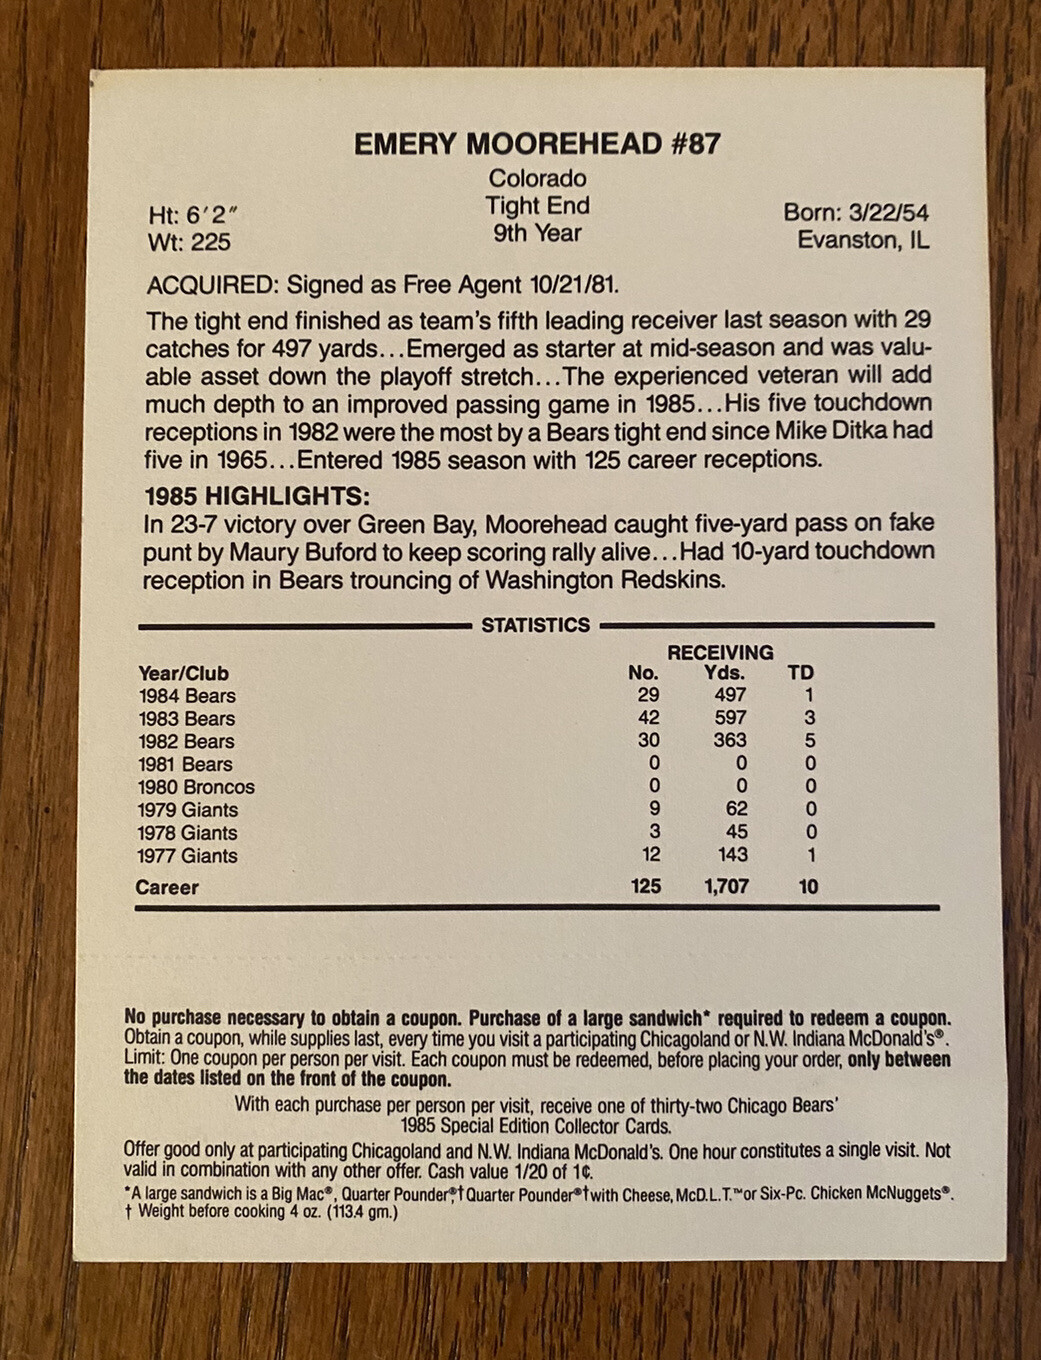 EMERY MOOREHEAD #87
Colorado
Ht: 6'2" Tight End Born: 3/22/54
Wt: 225 9th Year Evanston, IL
ACQUIRED: Signed as Free Agent 10/21/81.
The tight end finished as team's fifth leading receiver last season with 29
catches for 497 yards...Emerged as starter at mid-season and was valu-
able asset down the playoff stretch...The experienced veteran will add
much depth to an improved passing game in 1985...His five touchdown
receptions in 1982 were the most by a Bears tight end since Mike Ditka had
five in 1965...Entered 1985 season with 125 career receptions.
1985 HIGHLIGHTS:
In 23-7 victory over Green Bay, Moorehead caught five-yard pass on fake
punt by Maury Buford to keep scoring rally alive...Had 10-yard touchdown
reception in Bears trouncing of Washington Redskins.
STATISTICS
RECEIVING
Year/Club No. Yds. TD
1984 Bears 29 497 1
1983 Bears 42 597 3
1982 Bears 30 363 5
1981 Bears 0 0 0
1980 Broncos 0 0 0
1979 Giants 9 62 0
1978 Giants 3 45 0
1977 Giants 12 143 1
Career 125 1,707 10
No purchase necessary to obtain a coupon. Purchase of a large sandwich* required to redeem a coupon.
Obtain a coupon, while supplies last, every time you visit a participating Chicagoland or N.W. Indiana McDonald's®.
Limit: One coupon per person per visit. Each coupon must be redeemed, before placing your order, only between
the dates listed on the front of the coupon.
With each purchase per person per visit, receive one of thirty-two Chicago Bears'
1985 Special Edition Collector Cards.
Offer good only at participating Chicagoland and N.W. Indiana McDonald's. One hour constitutes a single visit. Not
valid in combination with any other offer. Cash value 1/20 of 1¢.
*A large sandwich is a Big Mac®, Quarter Pounder®,† Quarter Pounder®† with Cheese, McD.L.T.™ or Six-Pc. Chicken McNuggets®.
† Weight before cooking 4 oz. (113.4 gm.)